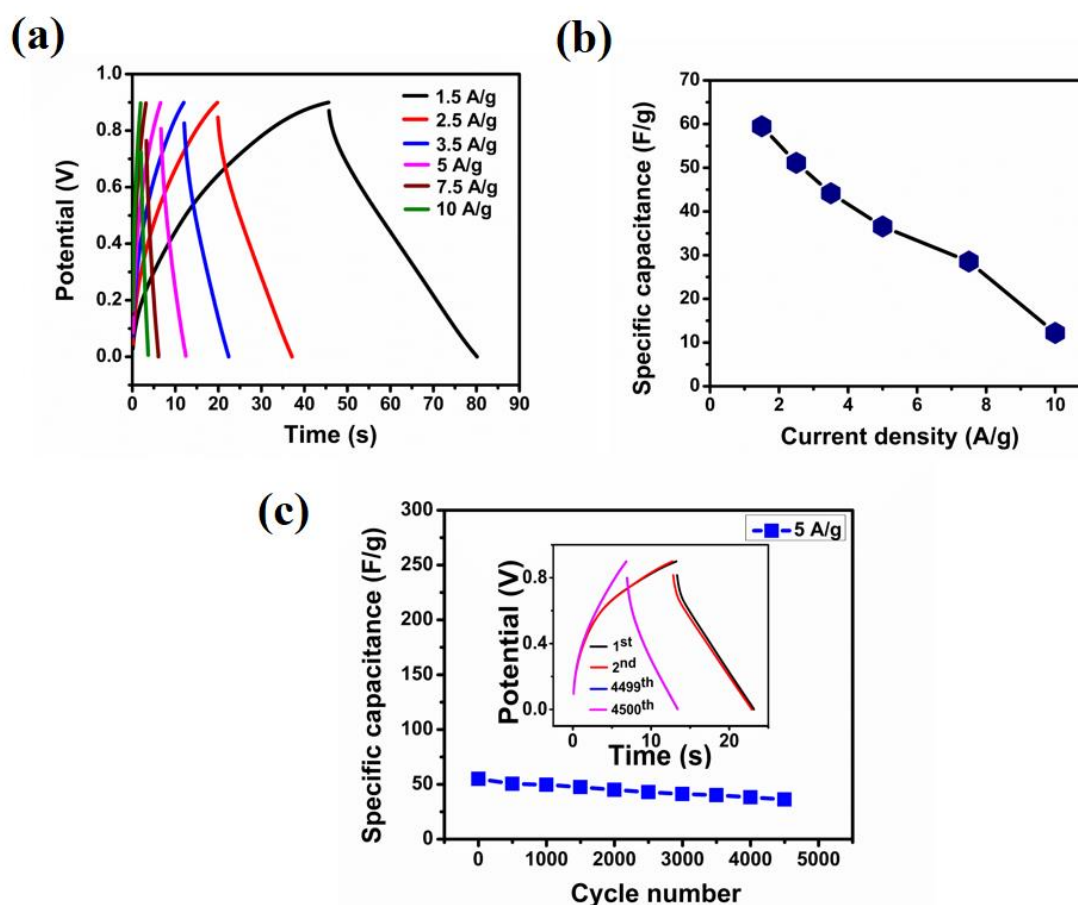 (a)
Potential (V)
1.0
0.8
0.6
0.4
0.2
0.0
1.5 A/g
2.5 A/g
3.5 A/g
5 A/g
7.5 A/g
10 A/g
0 10 20 30 40 50 60 70 80 90
Time (s)
(b)
Specific capacitance (F/g)
70
60
50
40
30
20
10
0
0 2 4 6 8 10
Current density (A/g)
(c)
Specific capacitance (F/g)
300
250
200
150
100
50
0
5 A/g
Potential (V)
0.8
0.4
0.0
1st
2nd
4499th
4500th
0 10 20
Time (s)
0 1000 2000 3000 4000 5000
Cycle number